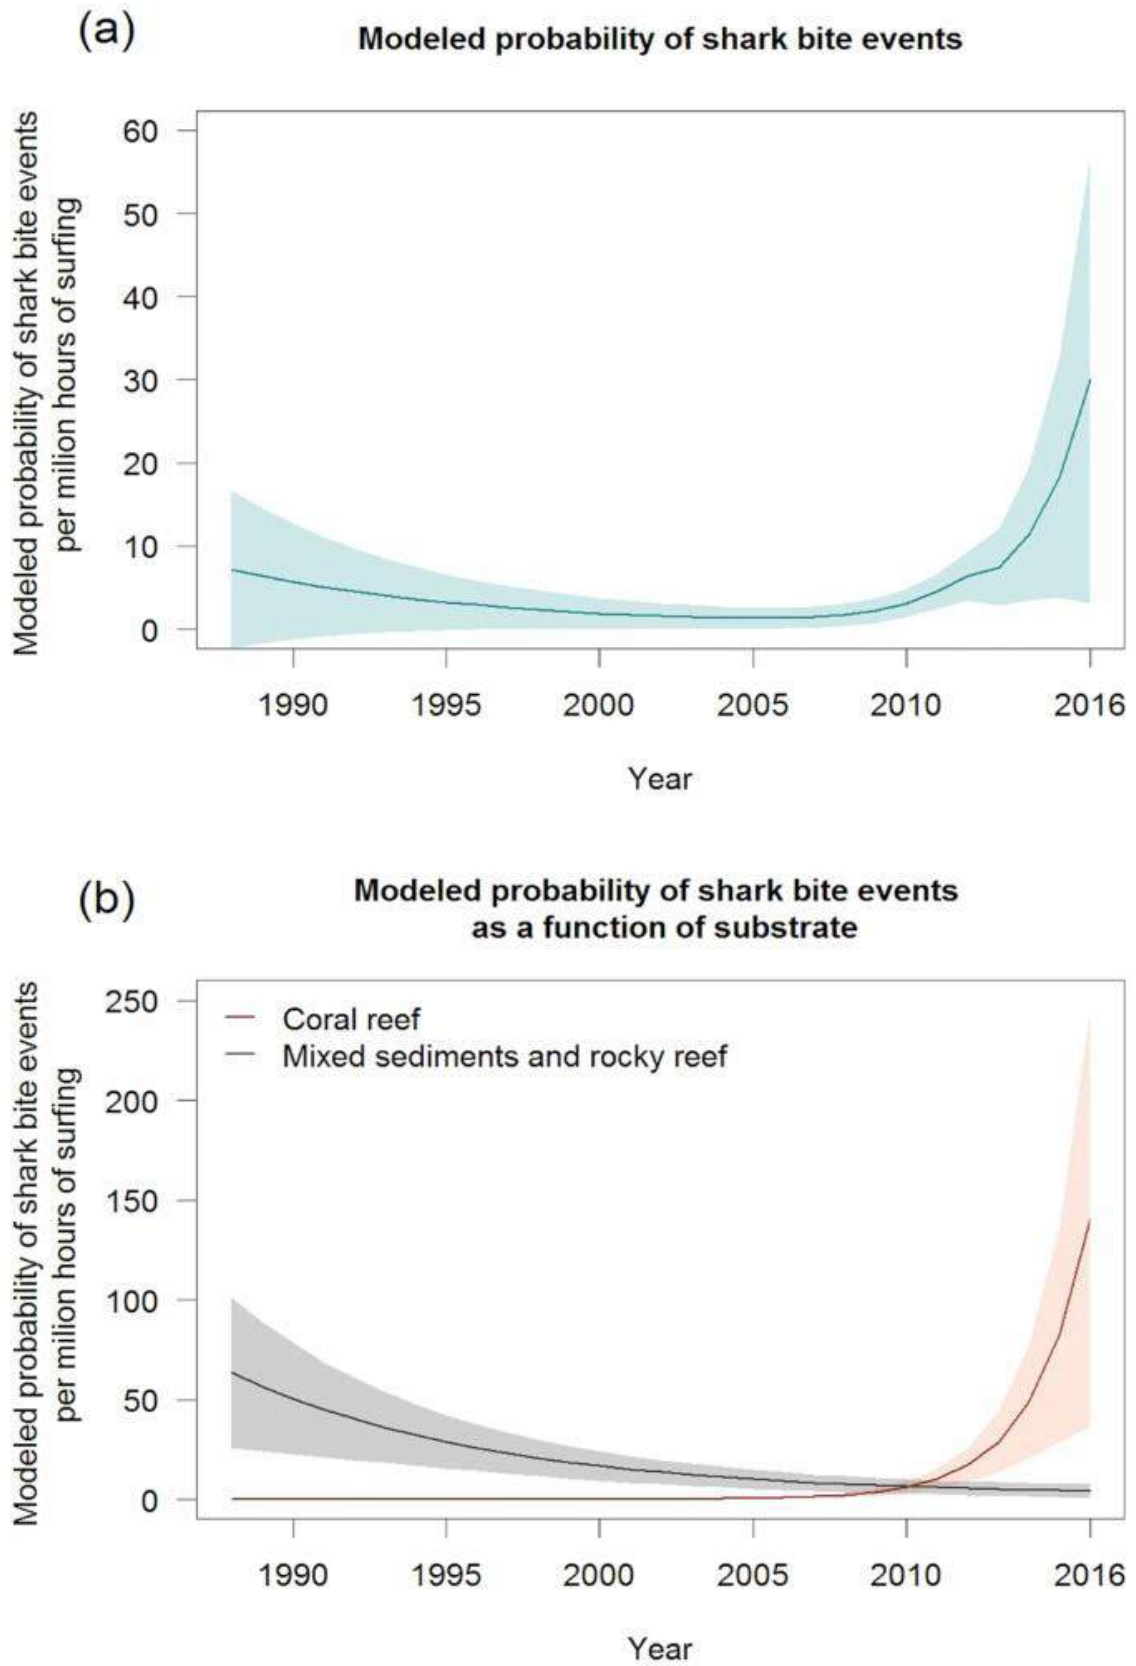 (a)
Modeled probability of shark bite events
Modeled probability of shark bite events
per milion hours of surfing
60
50
40
30
20
10
0
1990 1995 2000 2005 2010 2016
Year
(b)
Modeled probability of shark bite events
as a function of substrate
Modeled probability of shark bite events
per milion hours of surfing
250
200
150
100
50
0
Coral reef
Mixed sediments and rocky reef
1990 1995 2000 2005 2010 2016
Year